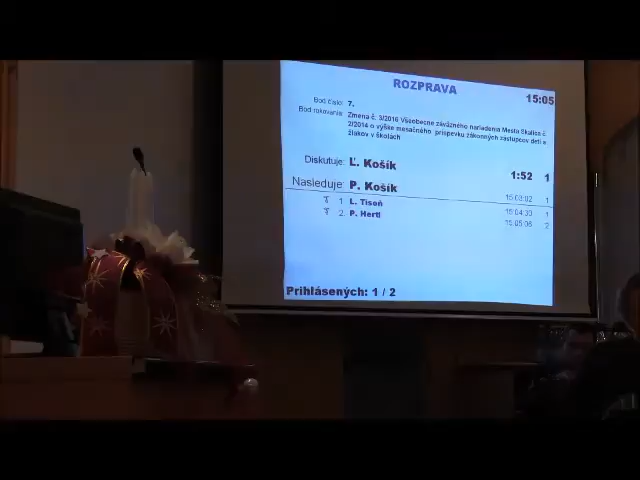 ROZPRAVA
15:05
Bod číslo: 7.
Bod rokovania: Zmena č. 3/2016 Všeobecne záväzného nariadenia Mesta Skalica č.
2/2014 o výške mesačného príspevku zákonných zástupcov detí a
žiakov v školách
Diskutuje: Ľ. Košík 1:52 1
Nasleduje: P. Košík 15:03:02 1
1. L. Tisoň 15:04:30 1
2. P. Hertl 15:05:05 2
Prihlásených: 1 / 2